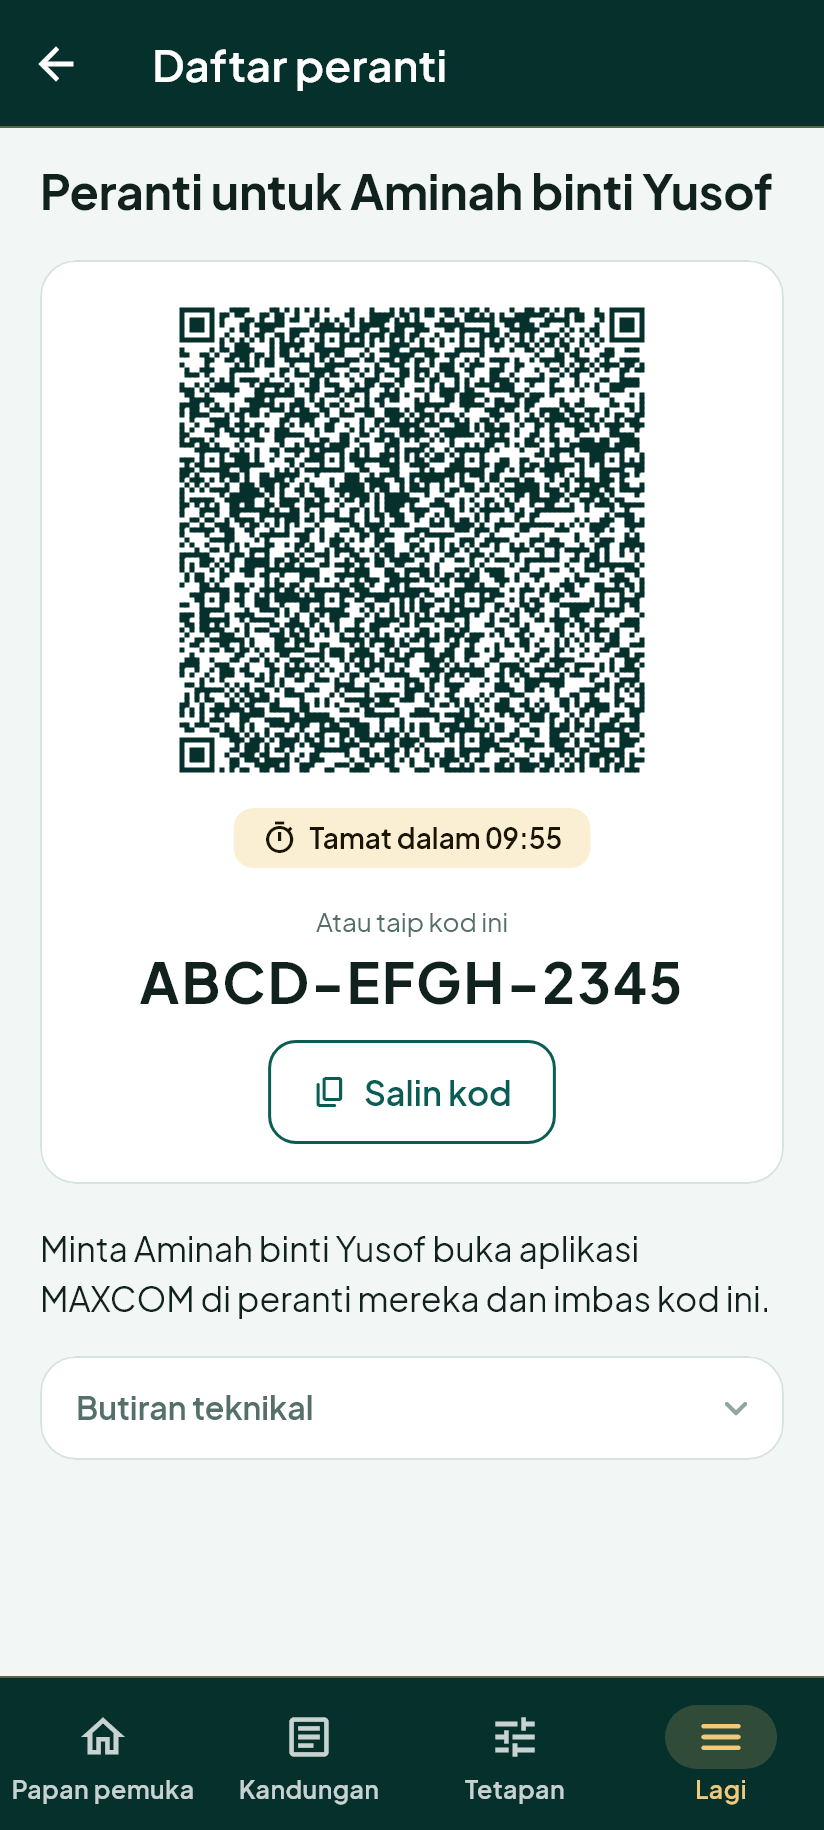 Daftar peranti
Peranti untuk Aminah binti Yusof
Tamat dalam 09:55
Atau taip kod ini
ABCD-EFGH-2345
Salin kod
Minta Aminah binti Yusof buka aplikasi
MAXCOM di peranti mereka dan imbas kod ini.
Butiran teknikal
Papan pemuka
Kandungan
Tetapan
Lagi